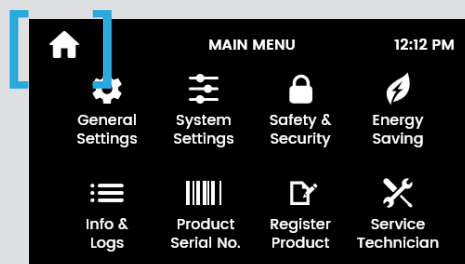 MAIN MENU 12:12 PM
General Settings
System Settings
Safety & Security
Energy Saving
Info & Logs
Product Serial No.
Register Product
Service Technician